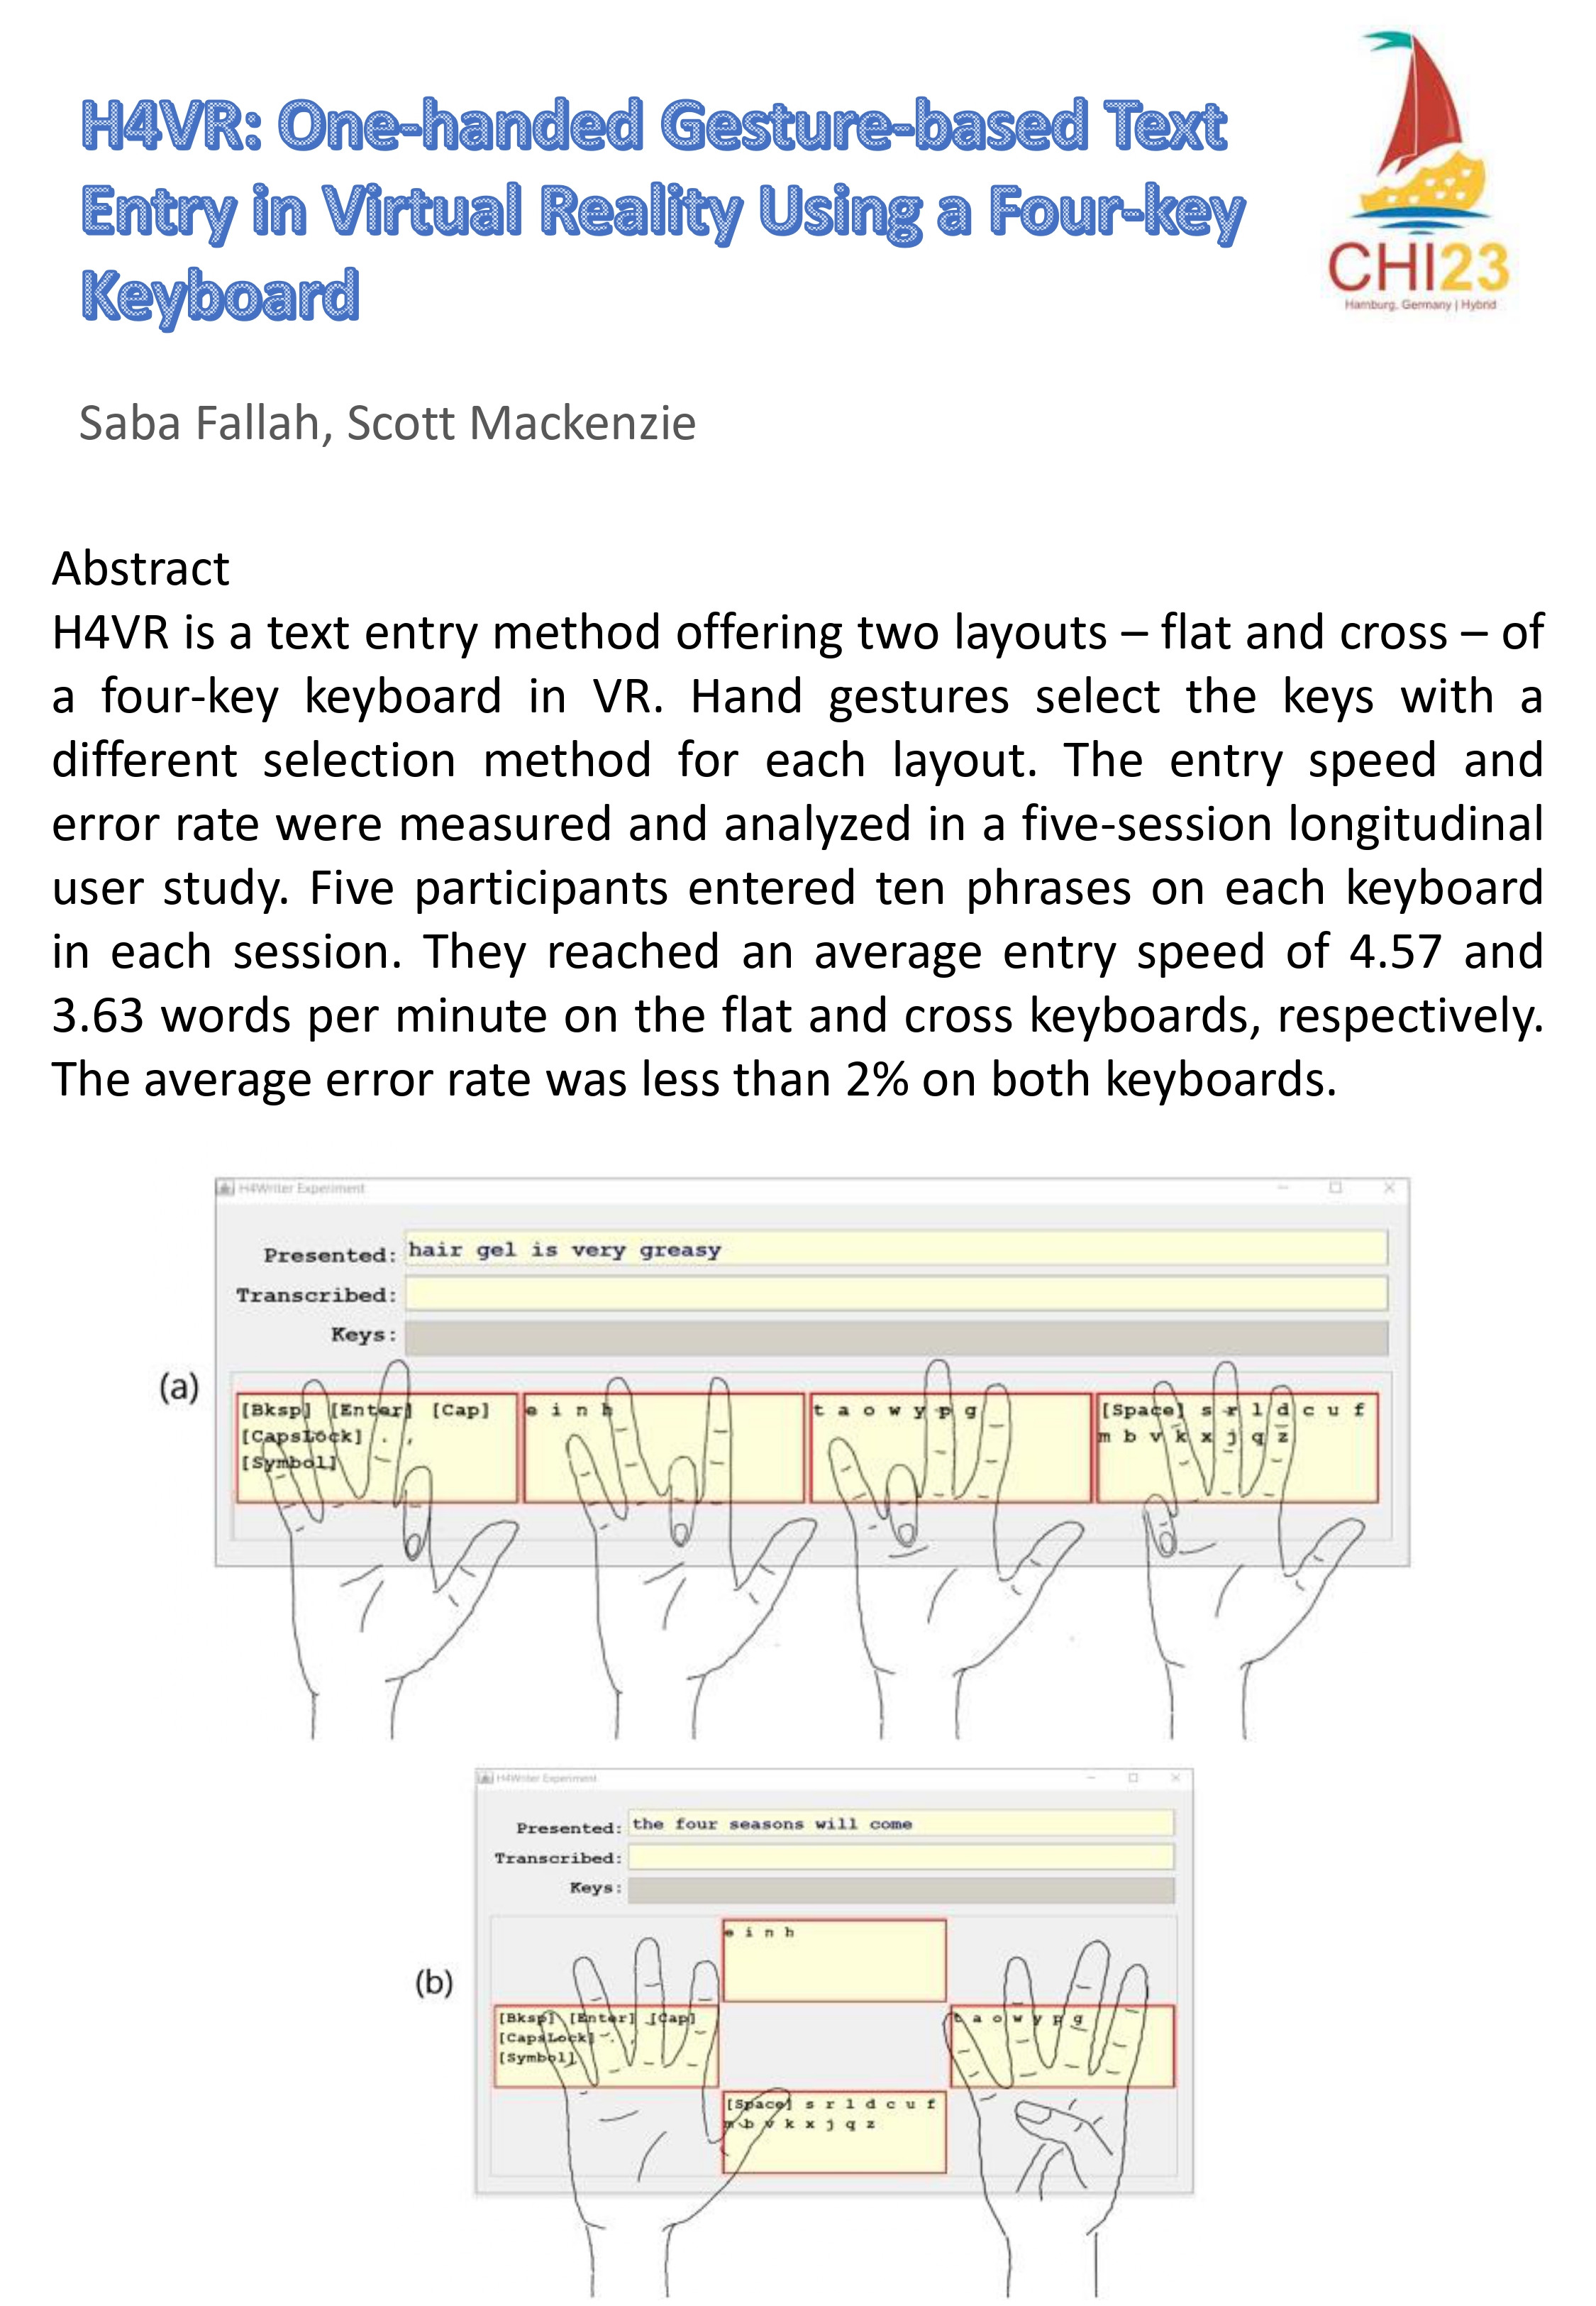 H4VR: One-handed Gesture-based Text
Entry in Virtual Reality Using a Four-key
Keyboard
CHI23
Hamburg, Germany | Hybrid
Saba Fallah, Scott Mackenzie
Abstract
H4VR is a text entry method offering two layouts – flat and cross – of
a four-key keyboard in VR. Hand gestures select the keys with a
different selection method for each layout. The entry speed and
error rate were measured and analyzed in a five-session longitudinal
user study. Five participants entered ten phrases on each keyboard
in each session. They reached an average entry speed of 4.57 and
3.63 words per minute on the flat and cross keyboards, respectively.
The average error rate was less than 2% on both keyboards.
H4Writer Experiment
Presented: hair gel is very greasy
Transcribed:
Keys:
(a)
[Bksp] [Enter] [Cap]
[CapsLock] . ,
[Symbol]
e i n h
t a o w y p g
[Space] s r l d c u f
m b v k x j q z
H4Writer Experiment
Presented: the four seasons will come
Transcribed:
Keys:
(b)
e i n h
[Bksp] [Enter] [Cap]
[CapsLock] . ,
[Symbol]
t a o w y p g
[Space] s r l d c u f
m b v k x j q z